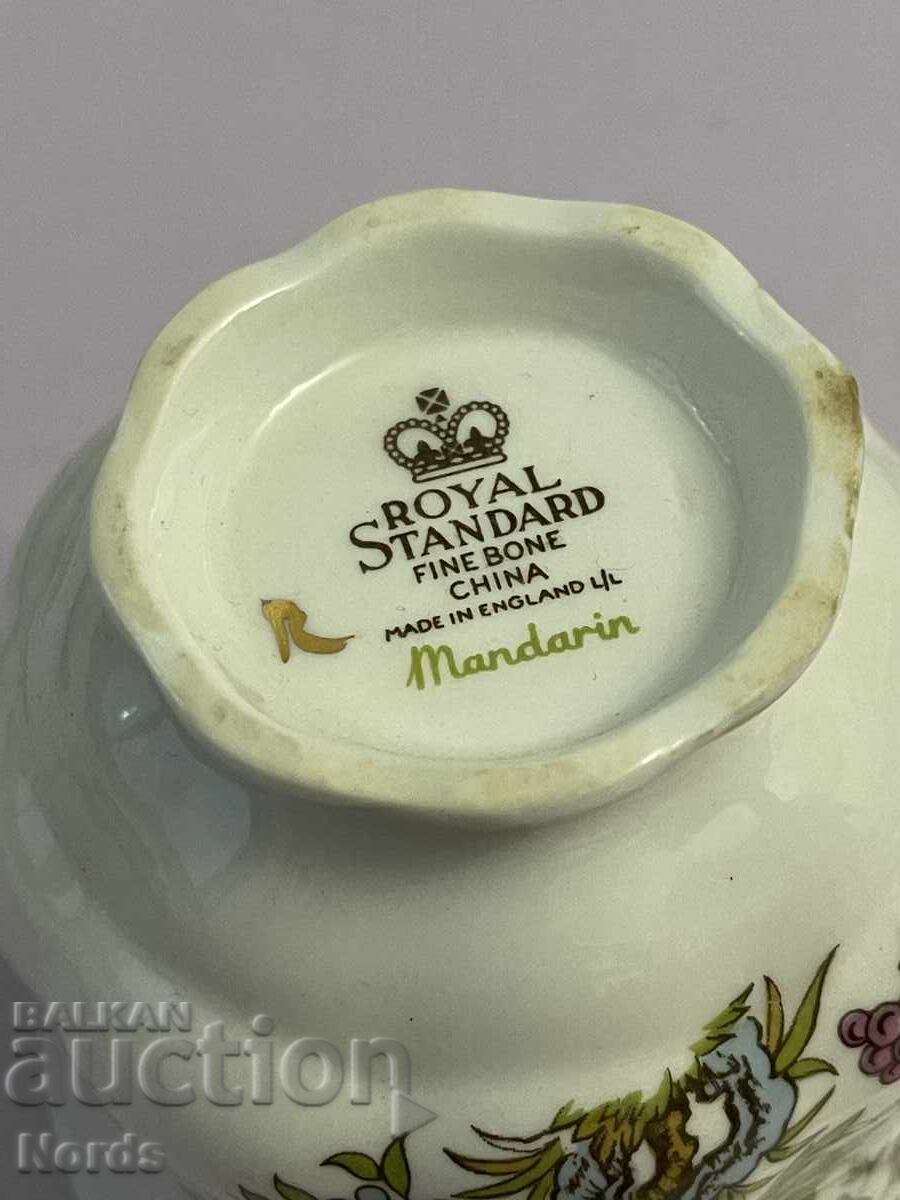 ROYAL
STANDARD
FINE BONE
CHINA
MADE IN ENGLAND L/L
R
Mandarin
BALKAN
auction
Nords